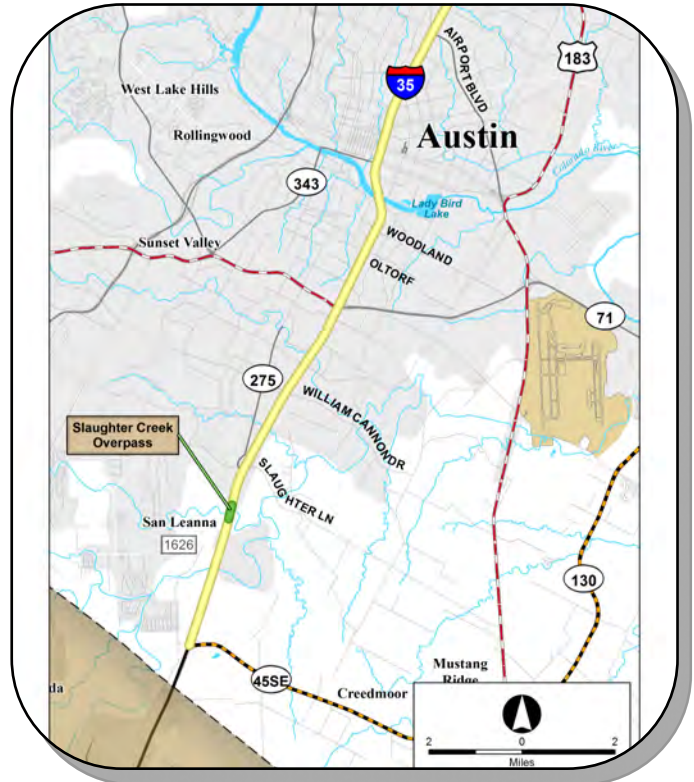 AIRPORT BLVD
183
35
West Lake Hills
Austin
Rollingwood
Colorado River
343
Lady Bird
Lake
WOODLAND
Sunset Valley
OLTORF
71
275
WILLIAM CANNONDR
Slaughter Creek
Overpass
SLAUGHTER LN
San Leanna
1626
130
45SE
Mustang
Ridge
da
Creedmoor
2 0 2
Miles